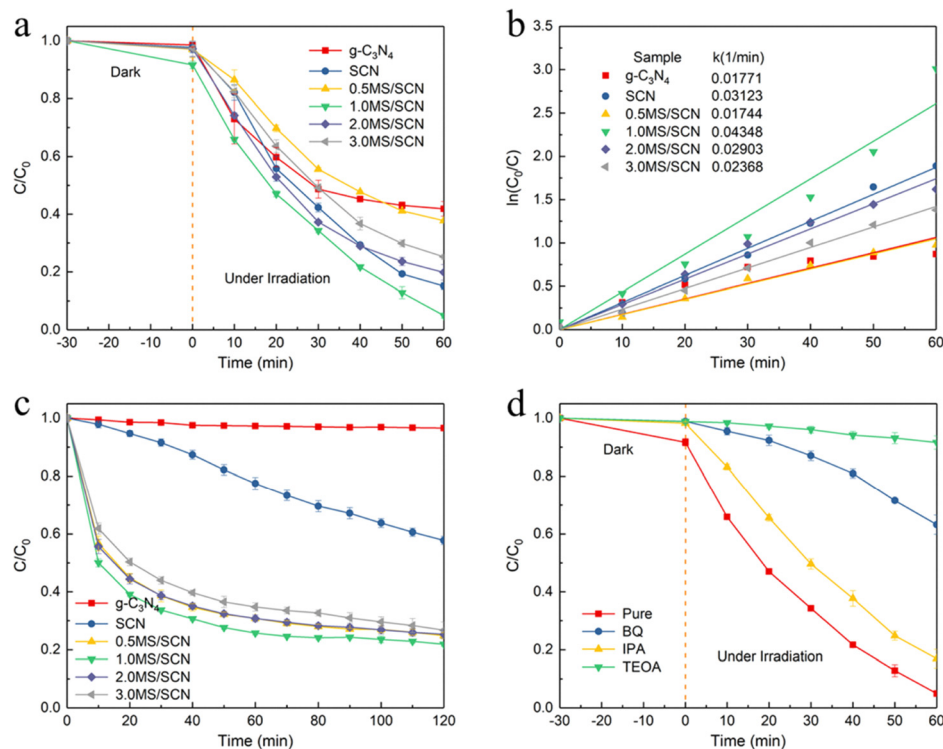 a
1.0
0.8
0.6
0.4
0.2
0.0
C/C₀
Dark
Under Irradiation
g-C₃N₄
SCN
0.5MS/SCN
1.0MS/SCN
2.0MS/SCN
3.0MS/SCN
-30 -20 -10 0 10 20 30 40 50 60
Time (min)
b
3.5
3.0
2.5
2.0
1.5
1.0
0.5
0.0
ln(C₀/C)
Sample k(1/min)
g-C₃N₄ 0.01771
SCN 0.03123
0.5MS/SCN 0.01744
1.0MS/SCN 0.04348
2.0MS/SCN 0.02903
3.0MS/SCN 0.02368
0 10 20 30 40 50 60
Time (min)
c
1.0
0.8
0.6
0.4
0.2
0.0
C/C₀
g-C₃N₄
SCN
0.5MS/SCN
1.0MS/SCN
2.0MS/SCN
3.0MS/SCN
0 20 40 60 80 100 120
Time (min)
d
1.0
0.8
0.6
0.4
0.2
0.0
C/C₀
Dark
Under Irradiation
Pure
BQ
IPA
TEOA
-30 -20 -10 0 10 20 30 40 50 60
Time (min)